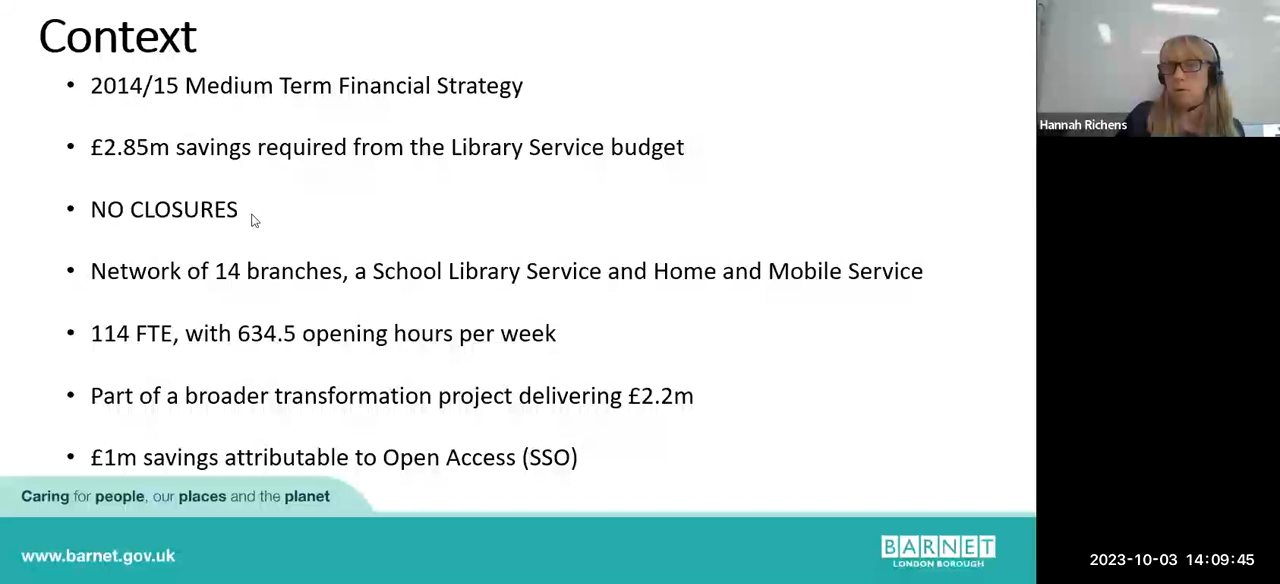 Context
• 2014/15 Medium Term Financial Strategy
• £2.85m savings required from the Library Service budget
• NO CLOSURES
• Network of 14 branches, a School Library Service and Home and Mobile Service
• 114 FTE, with 634.5 opening hours per week
• Part of a broader transformation project delivering £2.2m
• £1m savings attributable to Open Access (SSO)
Caring for people, our places and the planet
www.barnet.gov.uk
BARNET
LONDON BOROUGH
Hannah Richens
2023-10-03 14:09:45